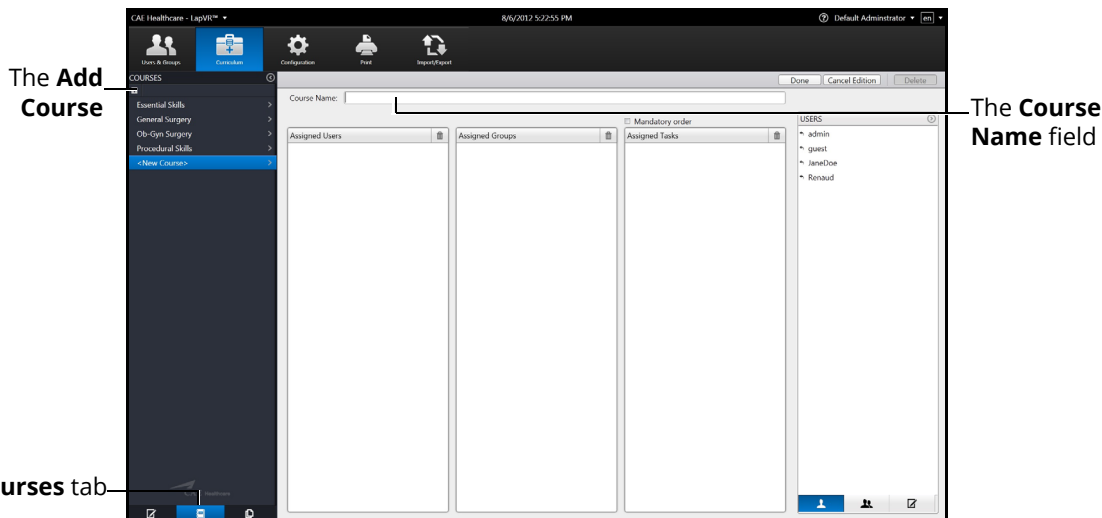 CAE Healthcare - LapVR™
8/6/2012 5:22:55 PM
Default Adminstrator
en
Users & Groups
Curriculum
Configuration
Print
Import/Export
The Add
Course
COURSES
Done
Cancel Edition
Delete
Course Name:
The Course
Name field
Essential Skills
General Surgery
Ob-Gyn Surgery
Procedural Skills
<New Course>
Mandatory order
Assigned Users
Assigned Groups
Assigned Tasks
USERS
admin
guest
JaneDoe
Renaud
urses tab
CAE Healthcare